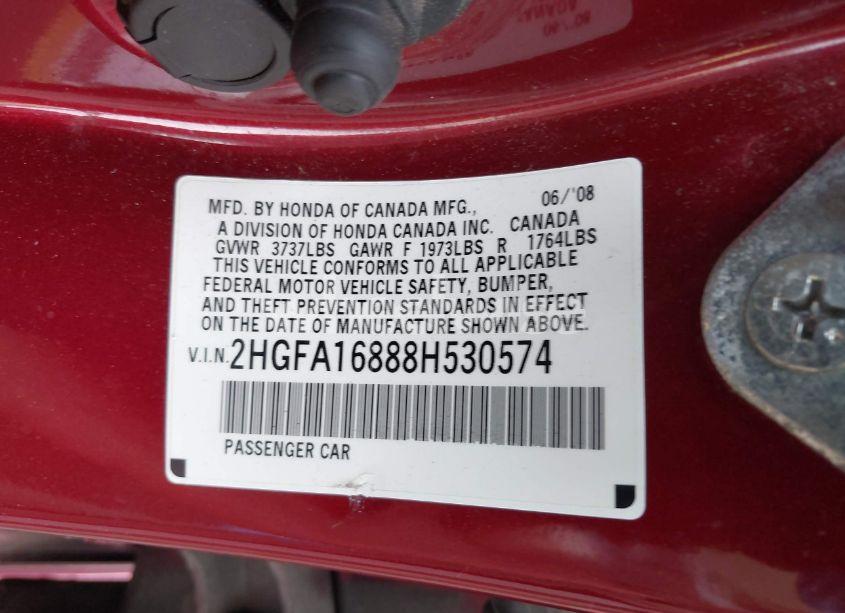 MFD. BY HONDA OF CANADA MFG., 06/'08
A DIVISION OF HONDA CANADA INC. CANADA
GVWR 3737LBS GAWR F 1973LBS R 1764LBS
THIS VEHICLE CONFORMS TO ALL APPLICABLE
FEDERAL MOTOR VEHICLE SAFETY, BUMPER,
AND THEFT PREVENTION STANDARDS IN EFFECT
ON THE DATE OF MANUFACTURE SHOWN ABOVE.
V.I.N. 2HGFA16888H530574
PASSENGER CAR